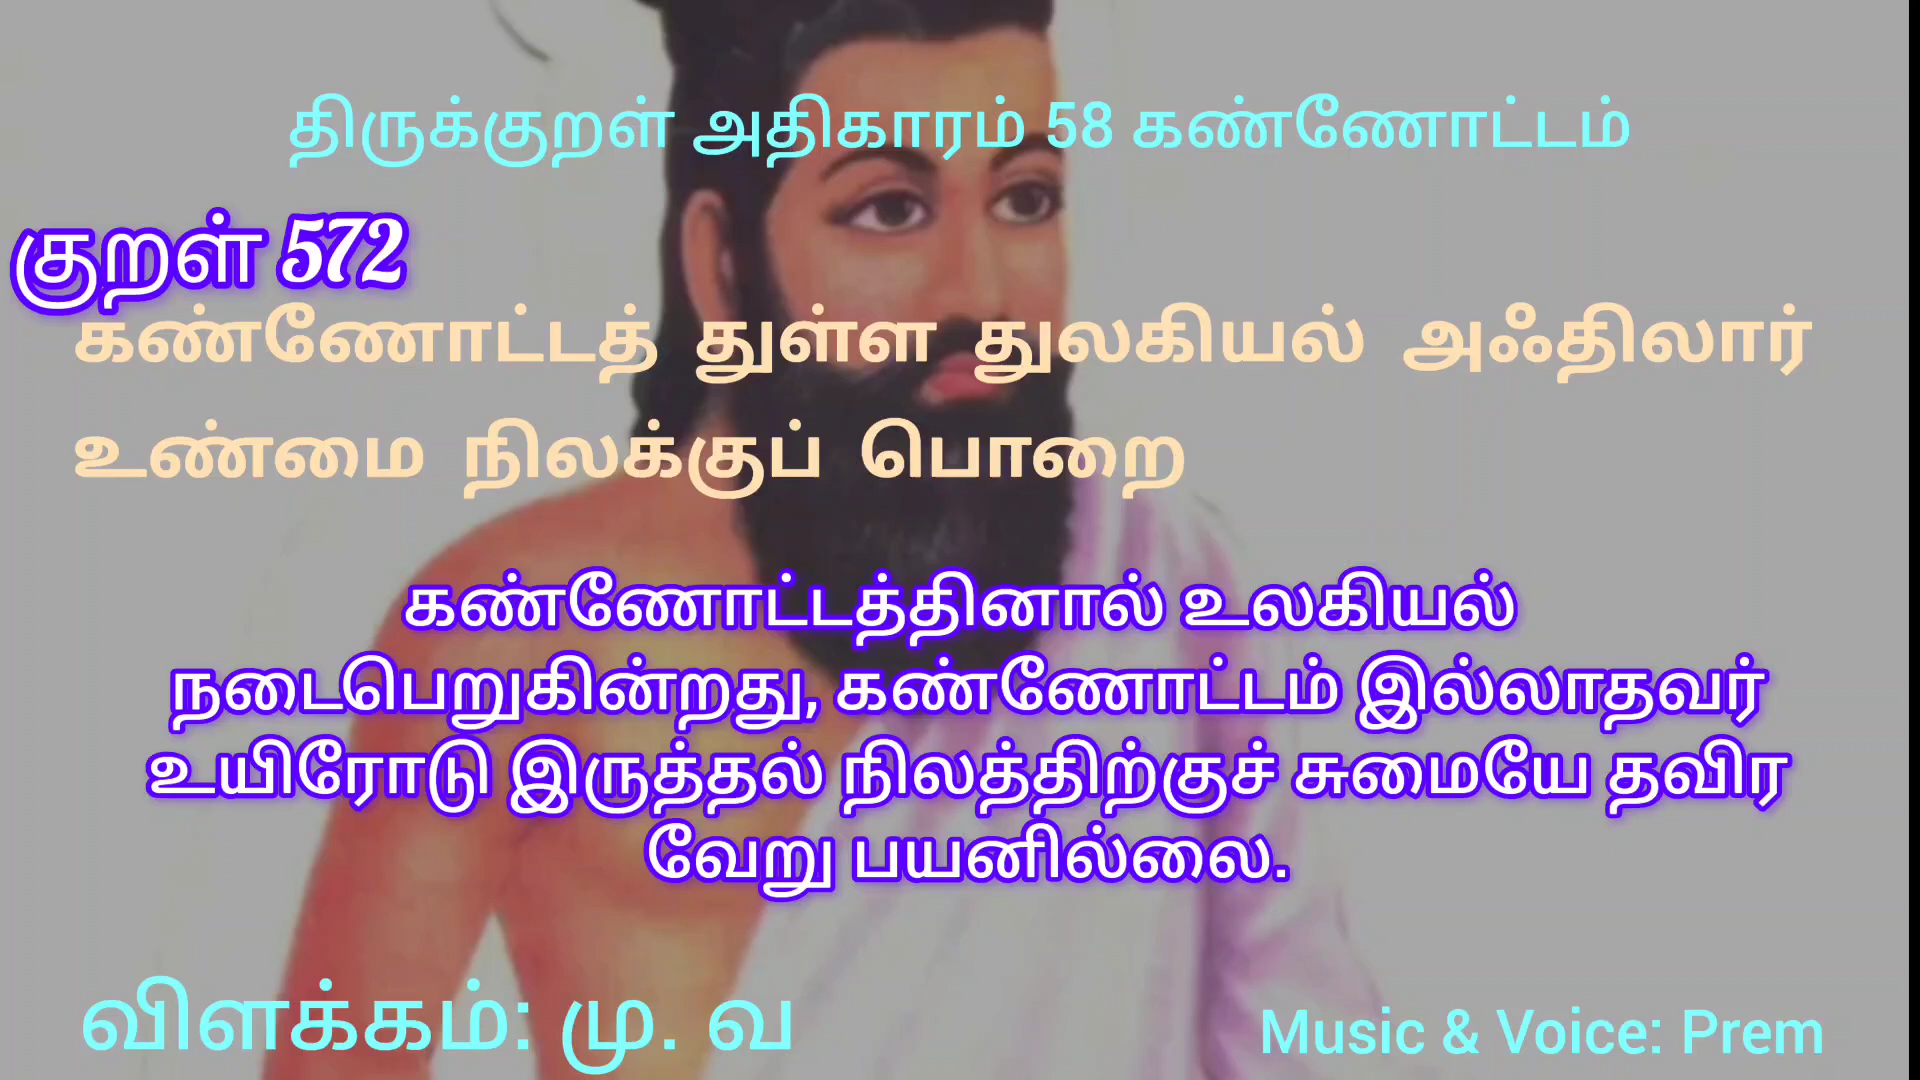 திருக்குறள் அதிகாரம் 58 கண்ணோட்டம்
குறள் 572
கண்ணோட்டத் துள்ள துலகியல் அஃதிலார்
உண்மை நிலக்குப் பொறை
கண்ணோட்டத்தினால் உலகியல்
நடைபெறுகின்றது, கண்ணோட்டம் இல்லாதவர்
உயிரோடு இருத்தல் நிலத்திற்குச் சுமையே தவிர
வேறு பயனில்லை.
விளக்கம்: மு. வ
Music & Voice: Prem